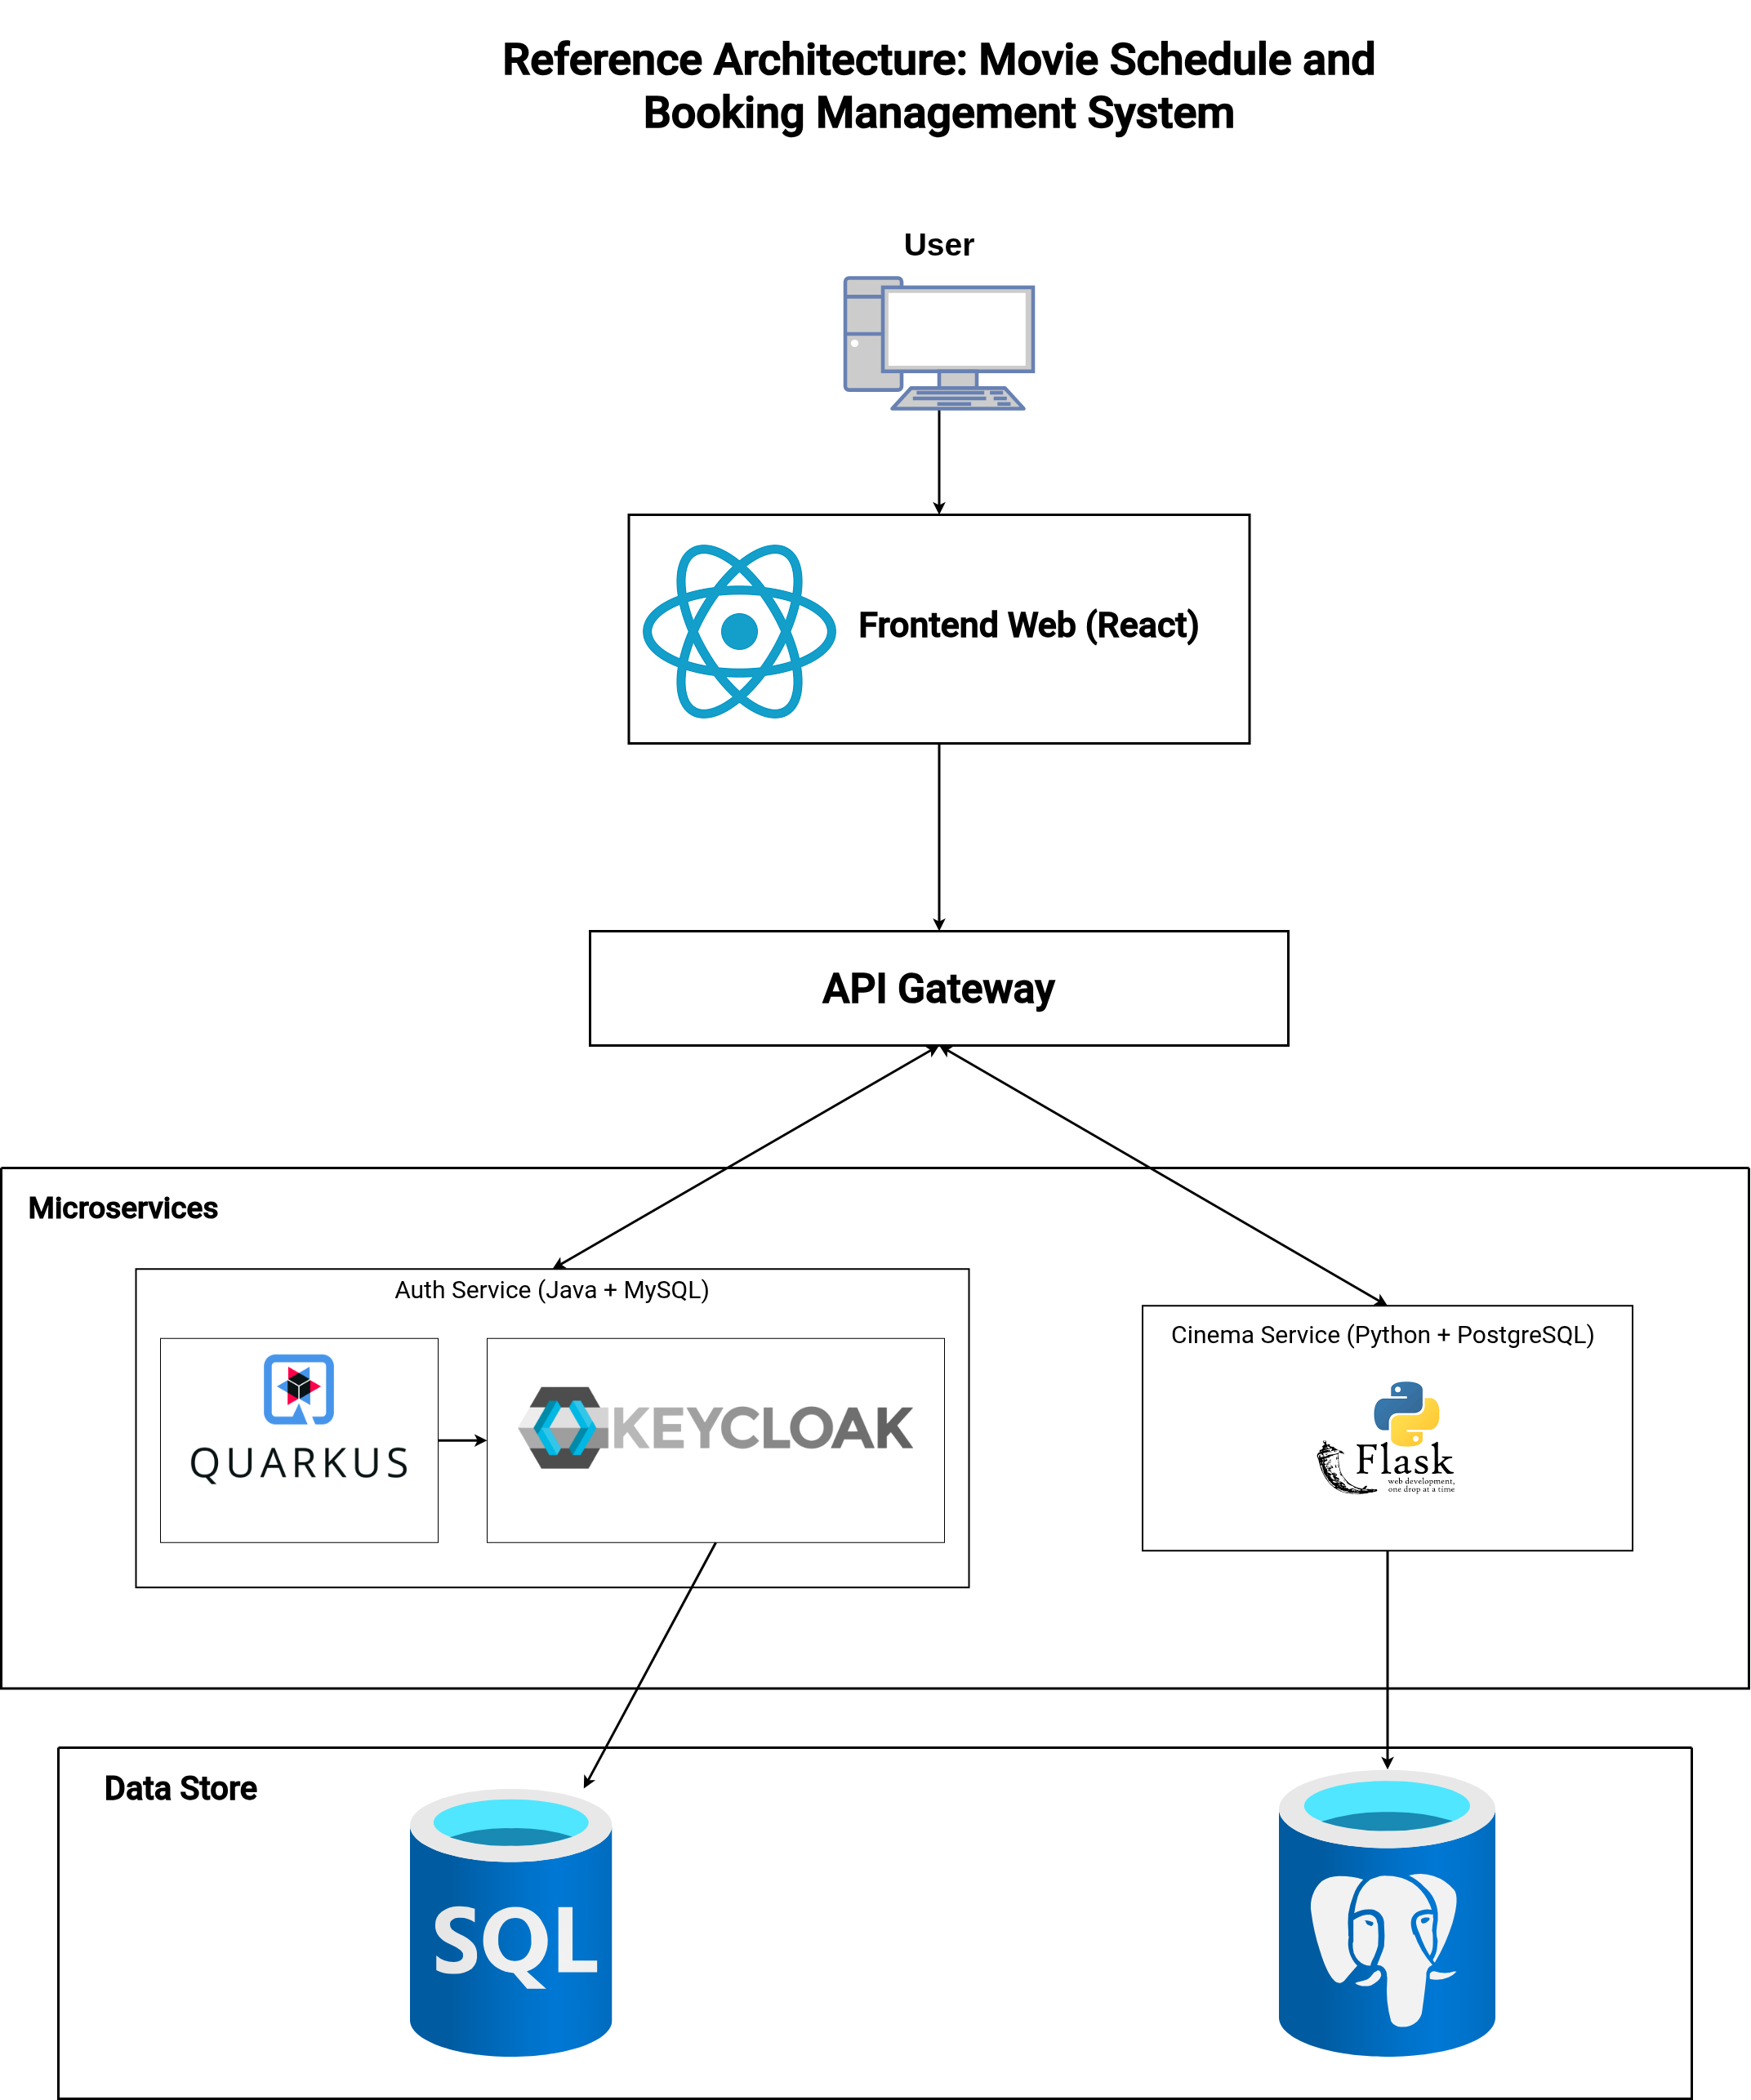 Reference Architecture: Movie Schedule and
Booking Management System
User
Frontend Web (React)
API Gateway
Microservices
Auth Service (Java + MySQL)
QUARKUS
KEYCLOAK
Cinema Service (Python + PostgreSQL)
Flask
web development,
one drop at a time
Data Store
SQL